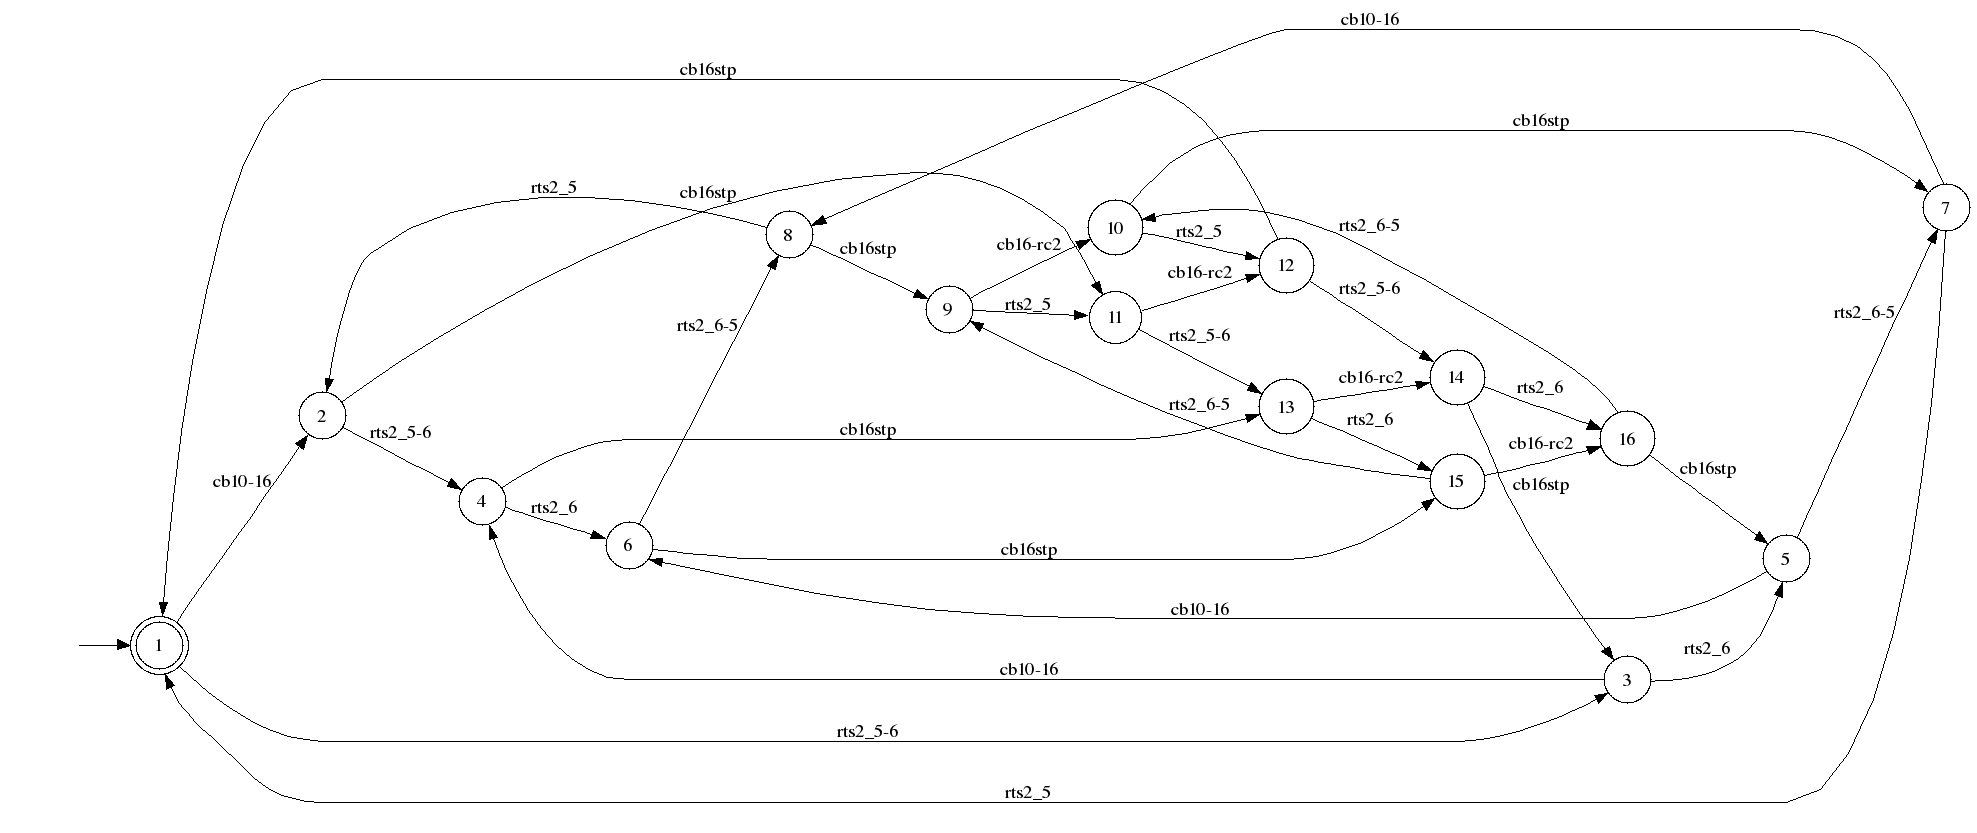 cb10-16
cb16stp
cb16stp
rts2_5
cb16stp
7
10
rts2_5
rts2_6-5
8
cb16stp
cb16-rc2
12
cb16-rc2
rts2_5-6
9
rts2_5
11
rts2_6-5
rts2_6-5
rts2_5-6
14
cb16-rc2
rts2_6
13
rts2_6-5
2
rts2_6
rts2_5-6
cb16stp
16
cb16-rc2
cb16stp
cb10-16
15
cb16stp
4
rts2_6
6
cb16stp
5
cb10-16
1
rts2_6
cb10-16
3
rts2_5-6
rts2_5